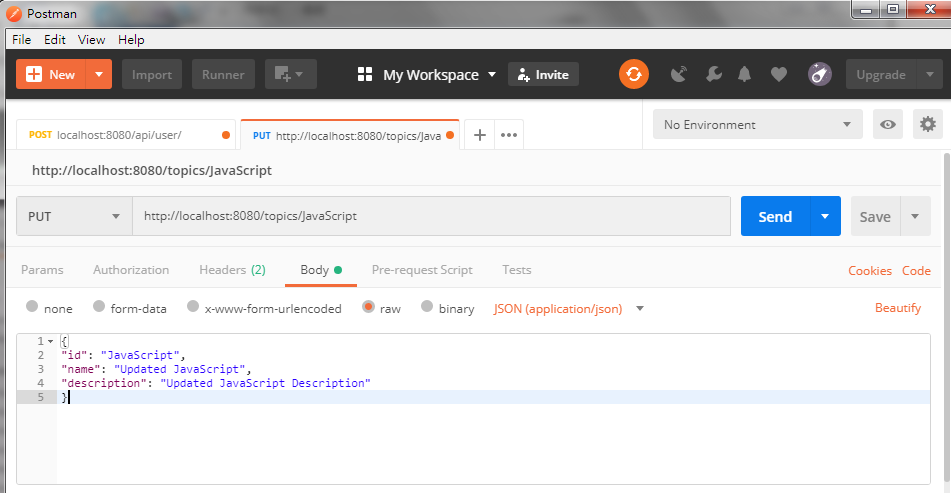 Postman
File Edit View Help
New Import Runner My Workspace Invite Upgrade
POST localhost:8080/api/user/ PUT http://localhost:8080/topics/Java No Environment
http://localhost:8080/topics/JavaScript
PUT http://localhost:8080/topics/JavaScript Send Save
Params Authorization Headers (2) Body Pre-request Script Tests Cookies Code
none form-data x-www-form-urlencoded raw binary JSON (application/json) Beautify
1 {
2 "id": "JavaScript",
3 "name": "Updated JavaScript",
4 "description": "Updated JavaScript Description"
5 }